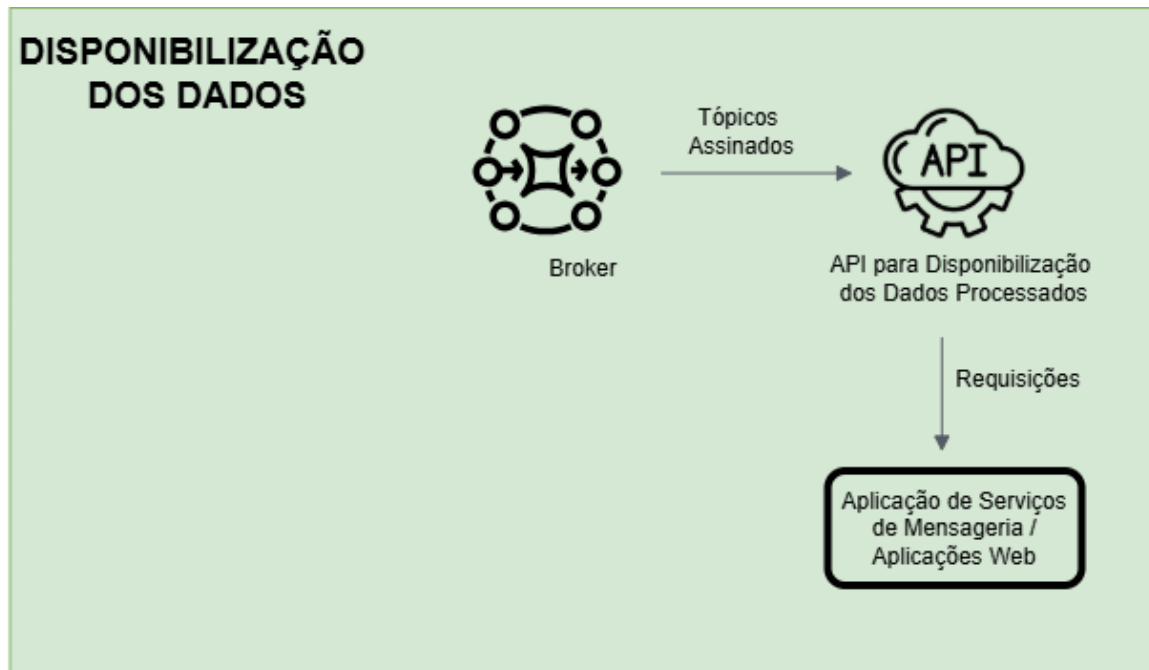 DISPONIBILIZAÇÃO
DOS DADOS
Tópicos
Assinados
API
Broker
API para Disponibilização
dos Dados Processados
Requisições
Aplicação de Serviços
de Mensageria /
Aplicações Web